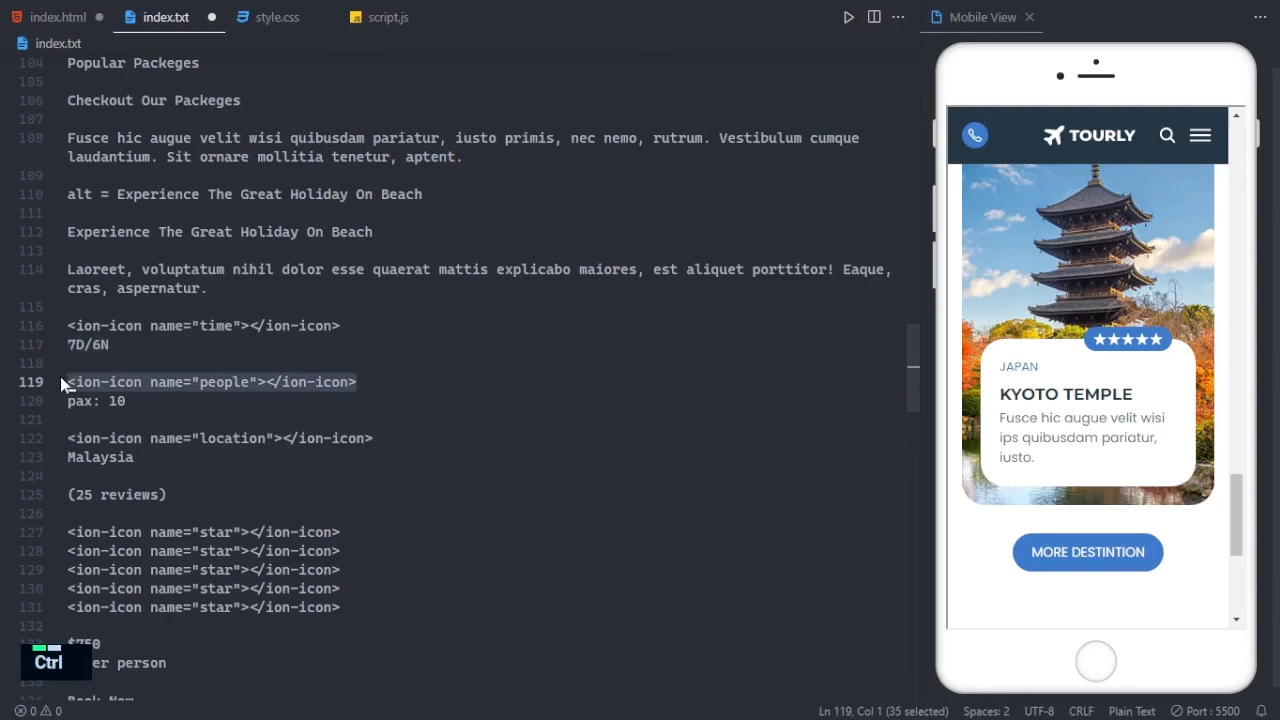 index.html
index.txt
style.css
script.js
Mobile View
index.txt
104 Popular Packeges
105
106 Checkout Our Packeges
107
108 Fusce hic augue velit wisi quibusdam pariatur, iusto primis, nec nemo, rutrum. Vestibulum cumque
laudantium. Sit ornare mollitia tenetur, aptent.
109
110 alt = Experience The Great Holiday On Beach
111
112 Experience The Great Holiday On Beach
113
114 Laoreet, voluptatum nihil dolor esse quaerat mattis explicabo maiores, est aliquet porttitor! Eaque,
cras, aspernatur.
115
116 <ion-icon name="time"></ion-icon>
117 7D/6N
118
119 <ion-icon name="people"></ion-icon>
120 pax: 10
121
122 <ion-icon name="location"></ion-icon>
123 Malaysia
124
125 (25 reviews)
126
127 <ion-icon name="star"></ion-icon>
128 <ion-icon name="star"></ion-icon>
129 <ion-icon name="star"></ion-icon>
130 <ion-icon name="star"></ion-icon>
131 <ion-icon name="star"></ion-icon>
132
$750
person
Book Now
Ctrl
TOURLY
JAPAN
KYOTO TEMPLE
Fusce hic augue velit wisi
ips quibusdam pariatur,
iusto.
MORE DESTINTION
0 0
Ln 119, Col 1 (35 selected)
Spaces: 2
UTF-8
CRLF
Plain Text
Port : 5500